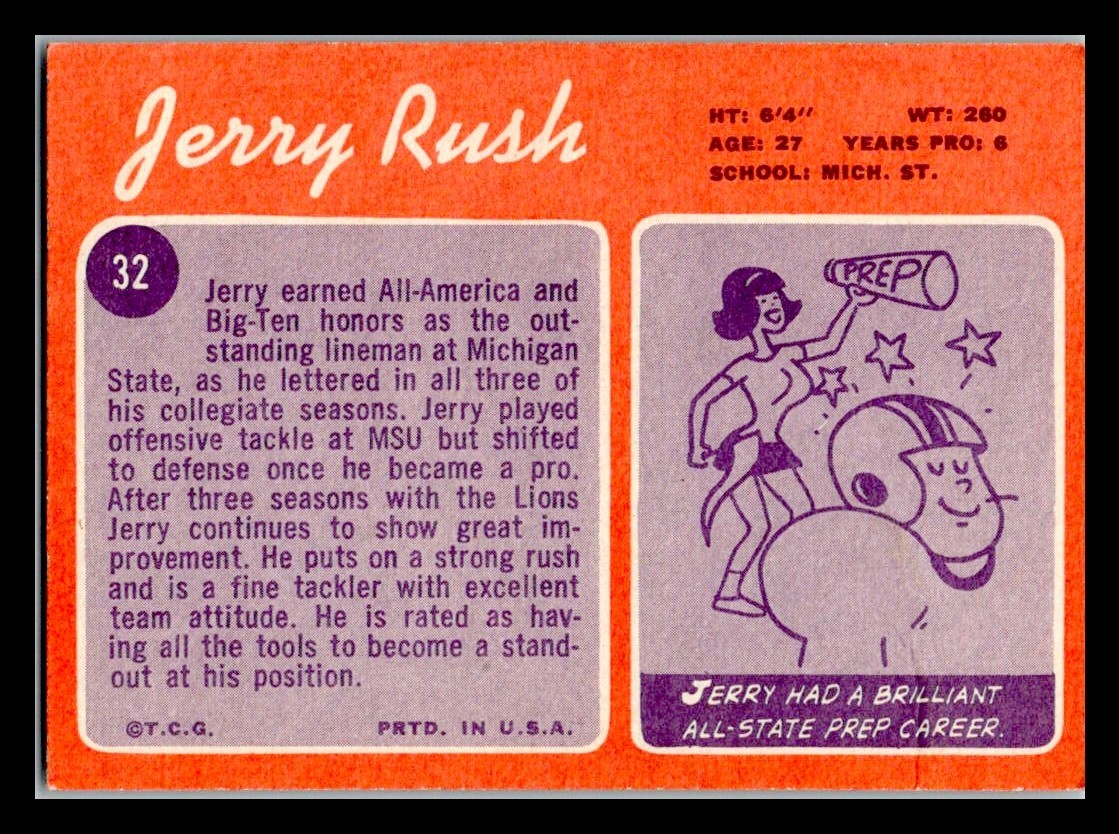 Jerry Rush
HT: 6'4" WT: 260
AGE: 27 YEARS PRO: 6
SCHOOL: MICH. ST.
32
Jerry earned All-America and
Big-Ten honors as the out-
standing lineman at Michigan
State, as he lettered in all three of
his collegiate seasons. Jerry played
offensive tackle at MSU but shifted
to defense once he became a pro.
After three seasons with the Lions
Jerry continues to show great im-
provement. He puts on a strong rush
and is a fine tackler with excellent
team attitude. He is rated as hav-
ing all the tools to become a stand-
out at his position.
©T.C.G. PRTD. IN U.S.A.
PREP
JERRY HAD A BRILLIANT
ALL-STATE PREP CAREER.